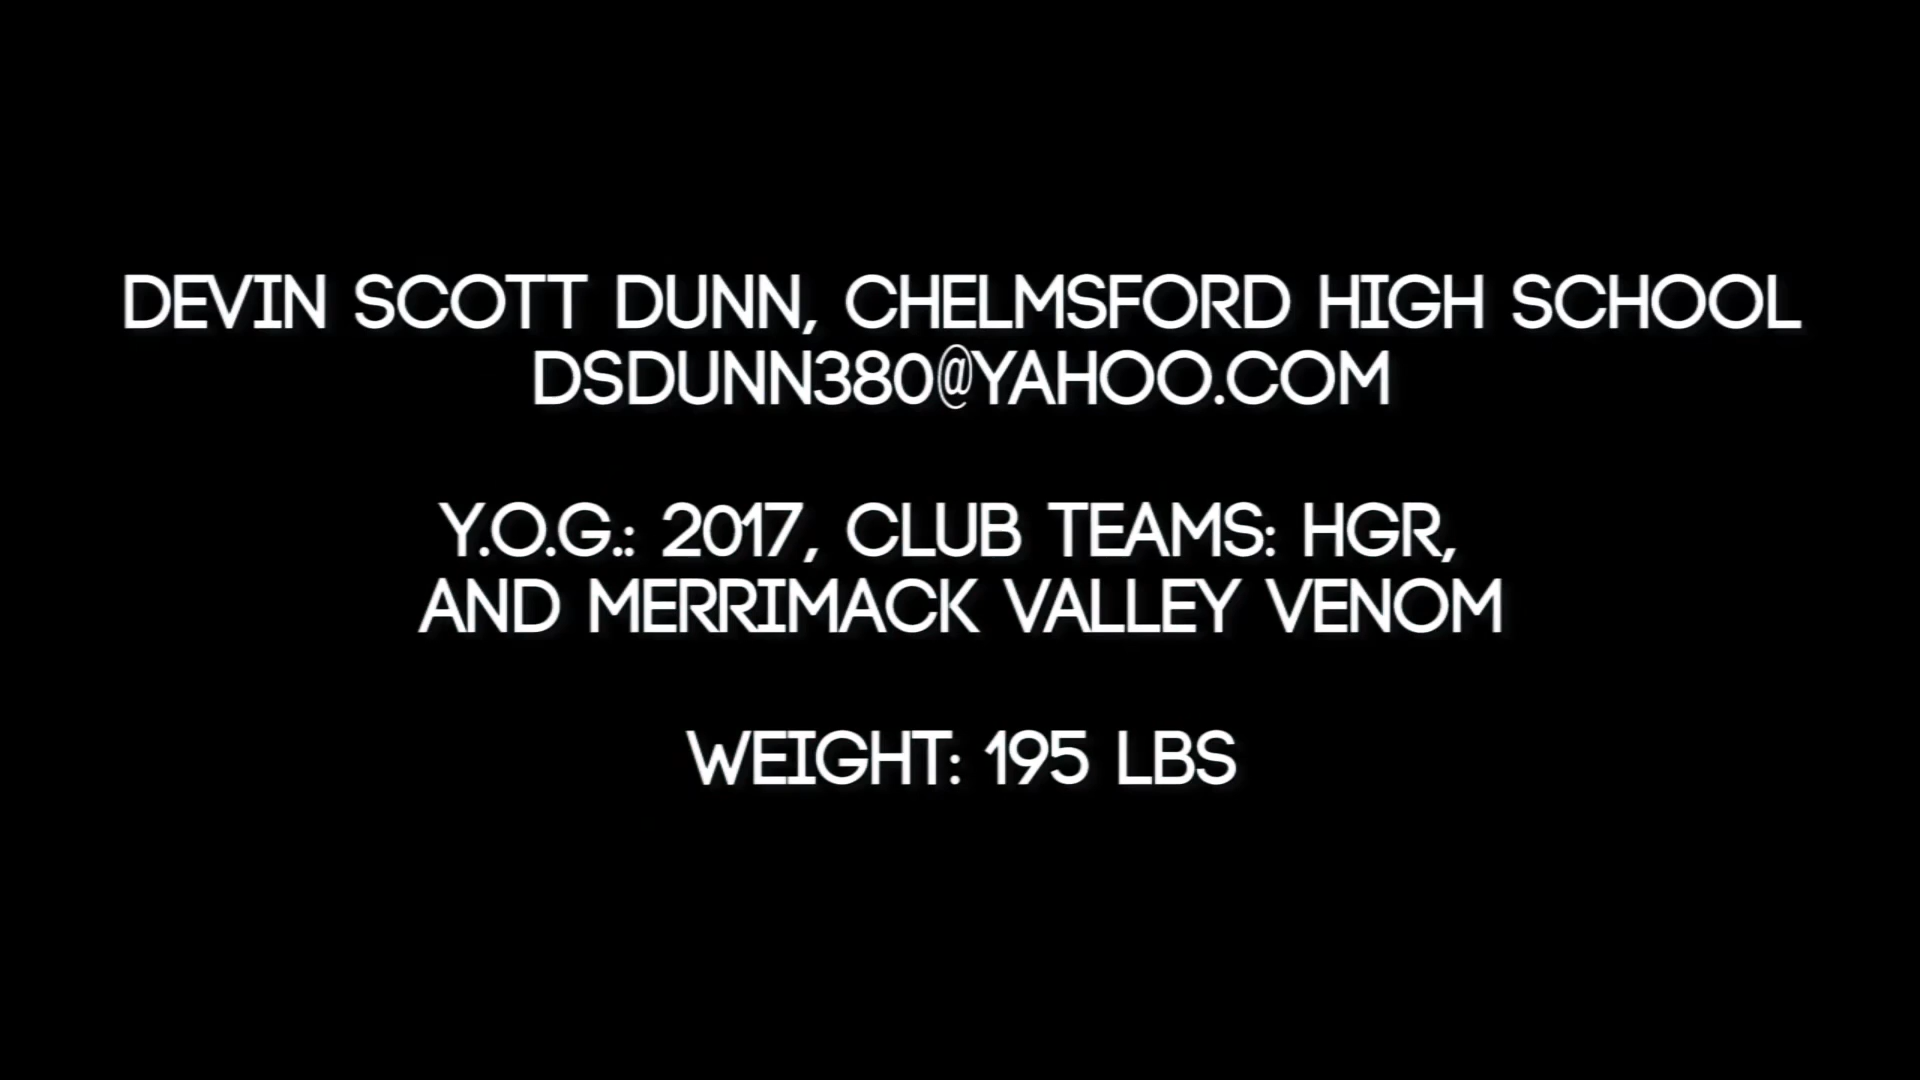 DEVIN SCOTT DUNN, CHELMSFORD HIGH SCHOOL
DSDUNN380@YAHOO.COM
Y.O.G.: 2017, CLUB TEAMS: HGR,
AND MERRIMACK VALLEY VENOM
WEIGHT: 195 LBS